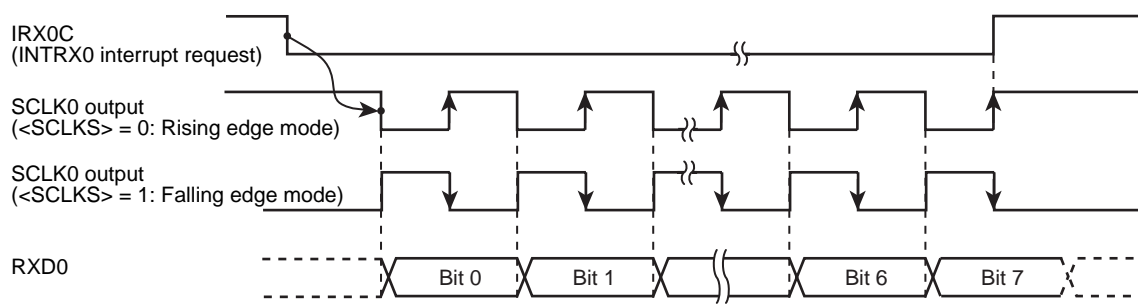 IRX0C
(INTRX0 interrupt request)
SCLK0 output
(<SCLKS> = 0: Rising edge mode)
SCLK0 output
(<SCLKS> = 1: Falling edge mode)
RXD0
Bit 0
Bit 1
Bit 6
Bit 7